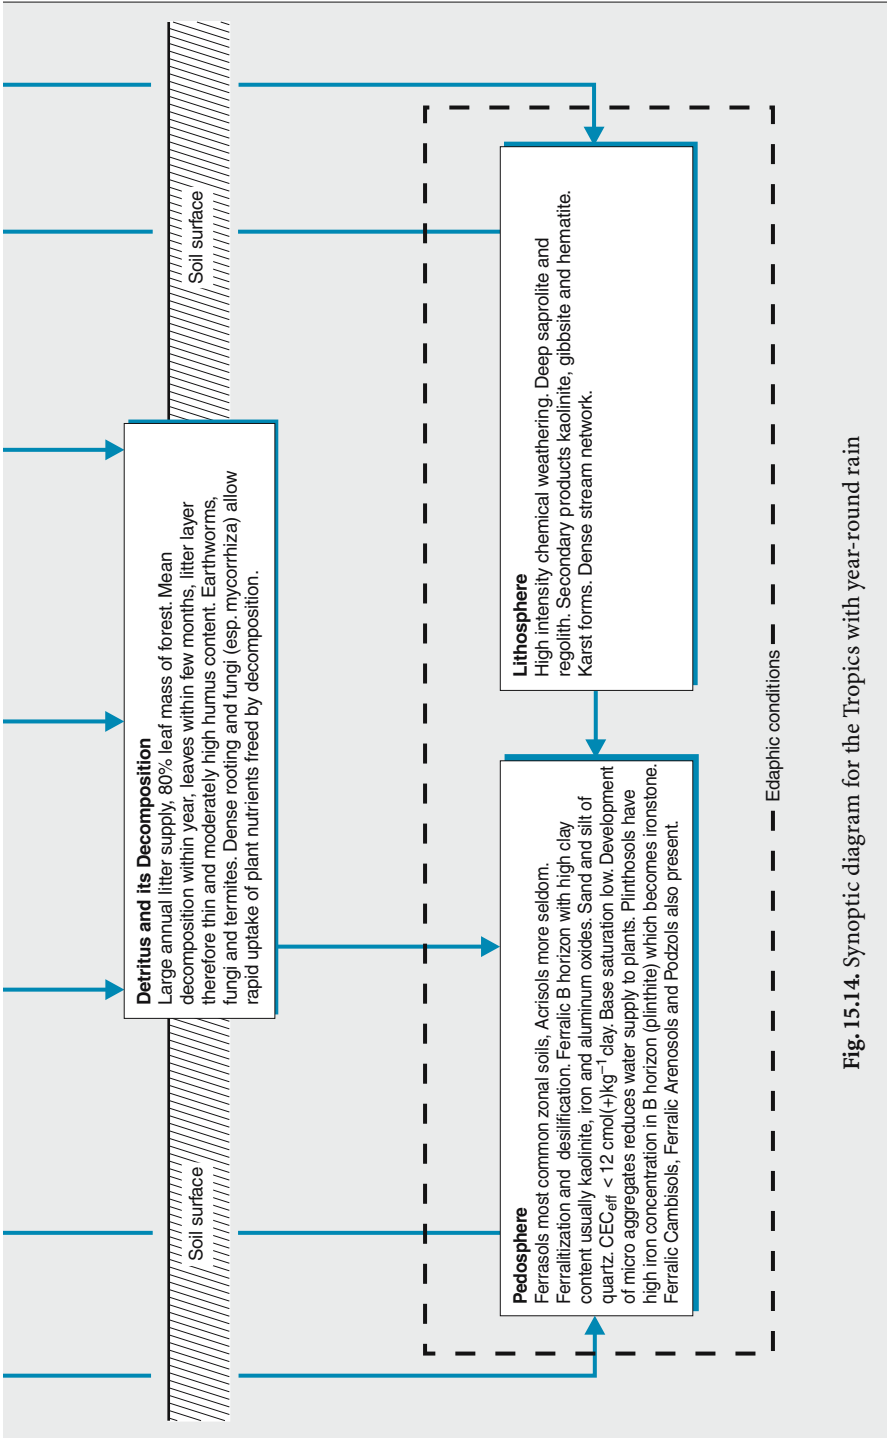 Soil surface
Soil surface
Detritus and its Decomposition
Large annual litter supply, 80% leaf mass of forest. Mean
decomposition within year, leaves within few months, litter layer
therefore thin and moderately high humus content. Earthworms,
fungi and termites. Dense rooting and fungi (esp. mycorrhiza) allow
rapid uptake of plant nutrients freed by decomposition.
Pedosphere
Ferrasols most common zonal soils, Acrisols more seldom.
Ferralitization and desilification. Ferralic B horizon with high clay
content usually kaolinite, iron and aluminum oxides. Sand and silt of
quartz. CECeff < 12 cmol(+)kg−1 clay. Base saturation low. Development
of micro aggregates reduces water supply to plants. Plinthosols have
high iron concentration in B horizon (plinthite) which becomes ironstone.
Ferralic Cambisols, Ferralic Arenosols and Podzols also present.
Lithosphere
High intensity chemical weathering. Deep saprolite and
regolith. Secondary products kaolinite, gibbsite and hematite.
Karst forms. Dense stream network.
Edaphic conditions
Fig. 15.14. Synoptic diagram for the Tropics with year-round rain